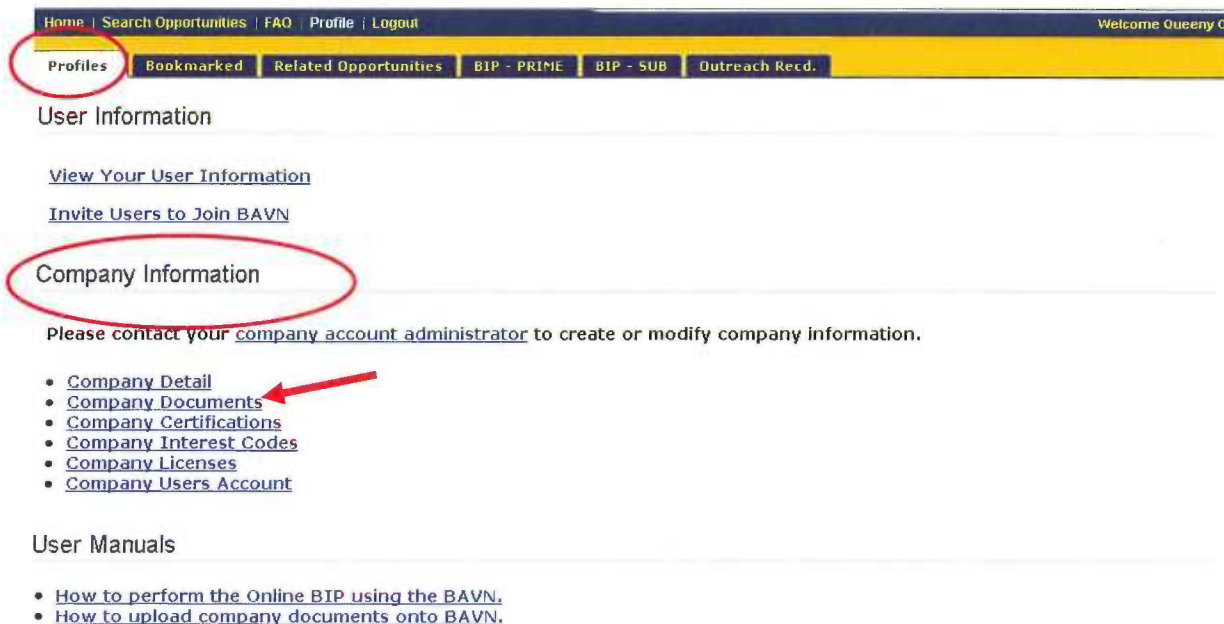 Home | Search Opportunities | FAQ | Profile | Logout
Welcome Queeny
Profiles
Bookmarked
Related Opportunities
BIP - PRIME
BIP - SUB
Outreach Recd.
User Information
View Your User Information
Invite Users to Join BAVN
Company Information
Please contact your company account administrator to create or modify company information.
• Company Detail
• Company Documents
• Company Certifications
• Company Interest Codes
• Company Licenses
• Company Users Account
User Manuals
• How to perform the Online BIP using the BAVN.
• How to upload company documents onto BAVN.